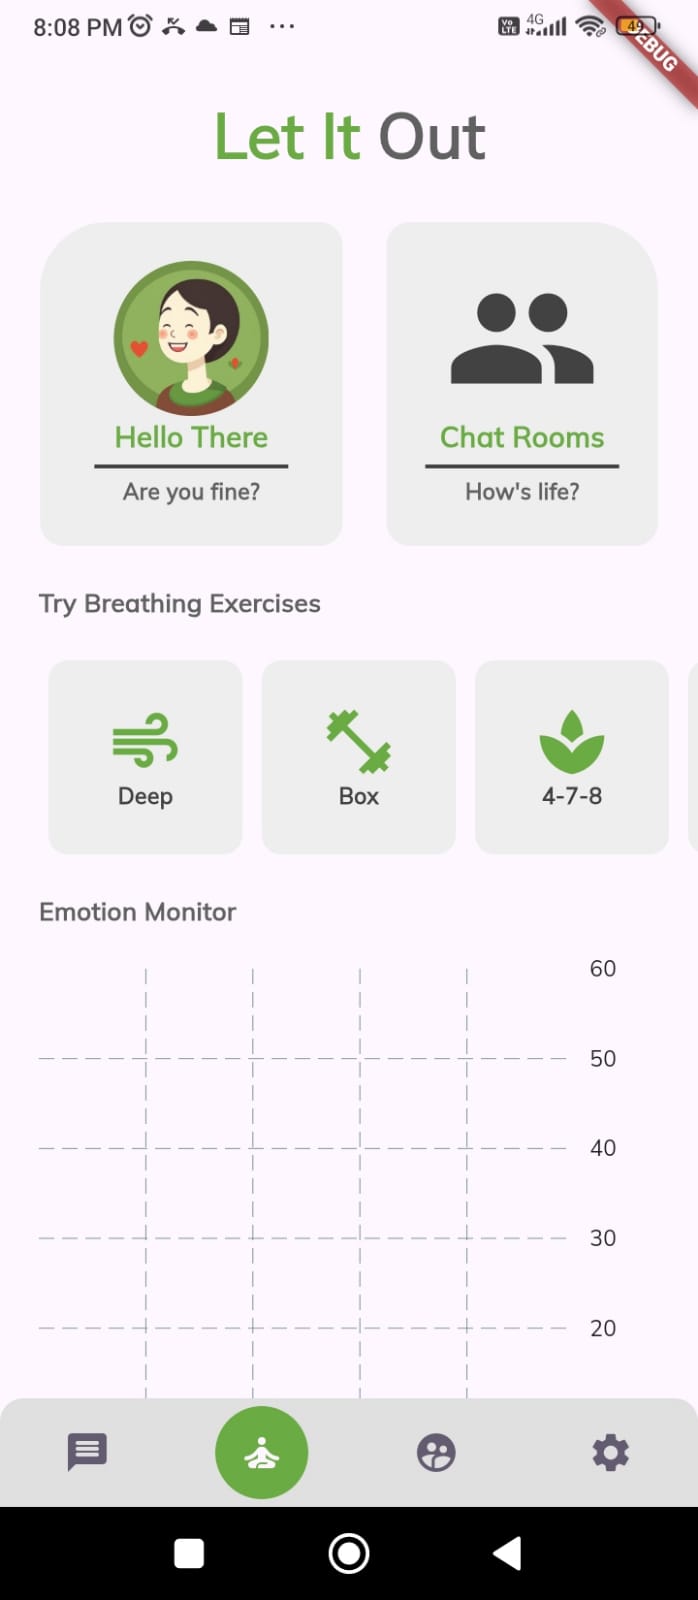 8:08 PM
Vo LTE 4G 49
DEBUG
Let It Out
Hello There
Are you fine?
Chat Rooms
How's life?
Try Breathing Exercises
Deep
Box
4-7-8
Emotion Monitor
60
50
40
30
20